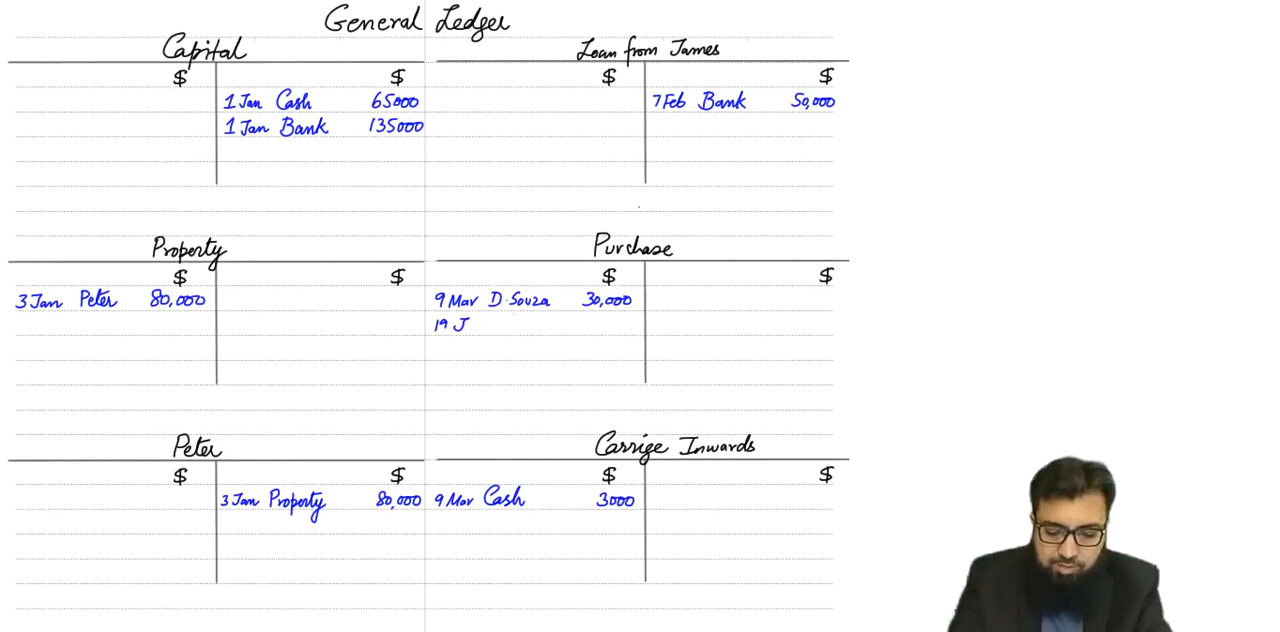 General Ledger
Capital
$ $
1 Jan Cash 65000
1 Jan Bank 135000
Loan from James
$ $
7 Feb Bank 50,000
Property
$ $
3 Jan Peter 80,000
Purchase
$ $
9 Mar D.Souza 30,000
19 J
Peter
$ $
3 Jan Property 80,000
Carrige Inwards
$ $
9 Mar Cash 3000